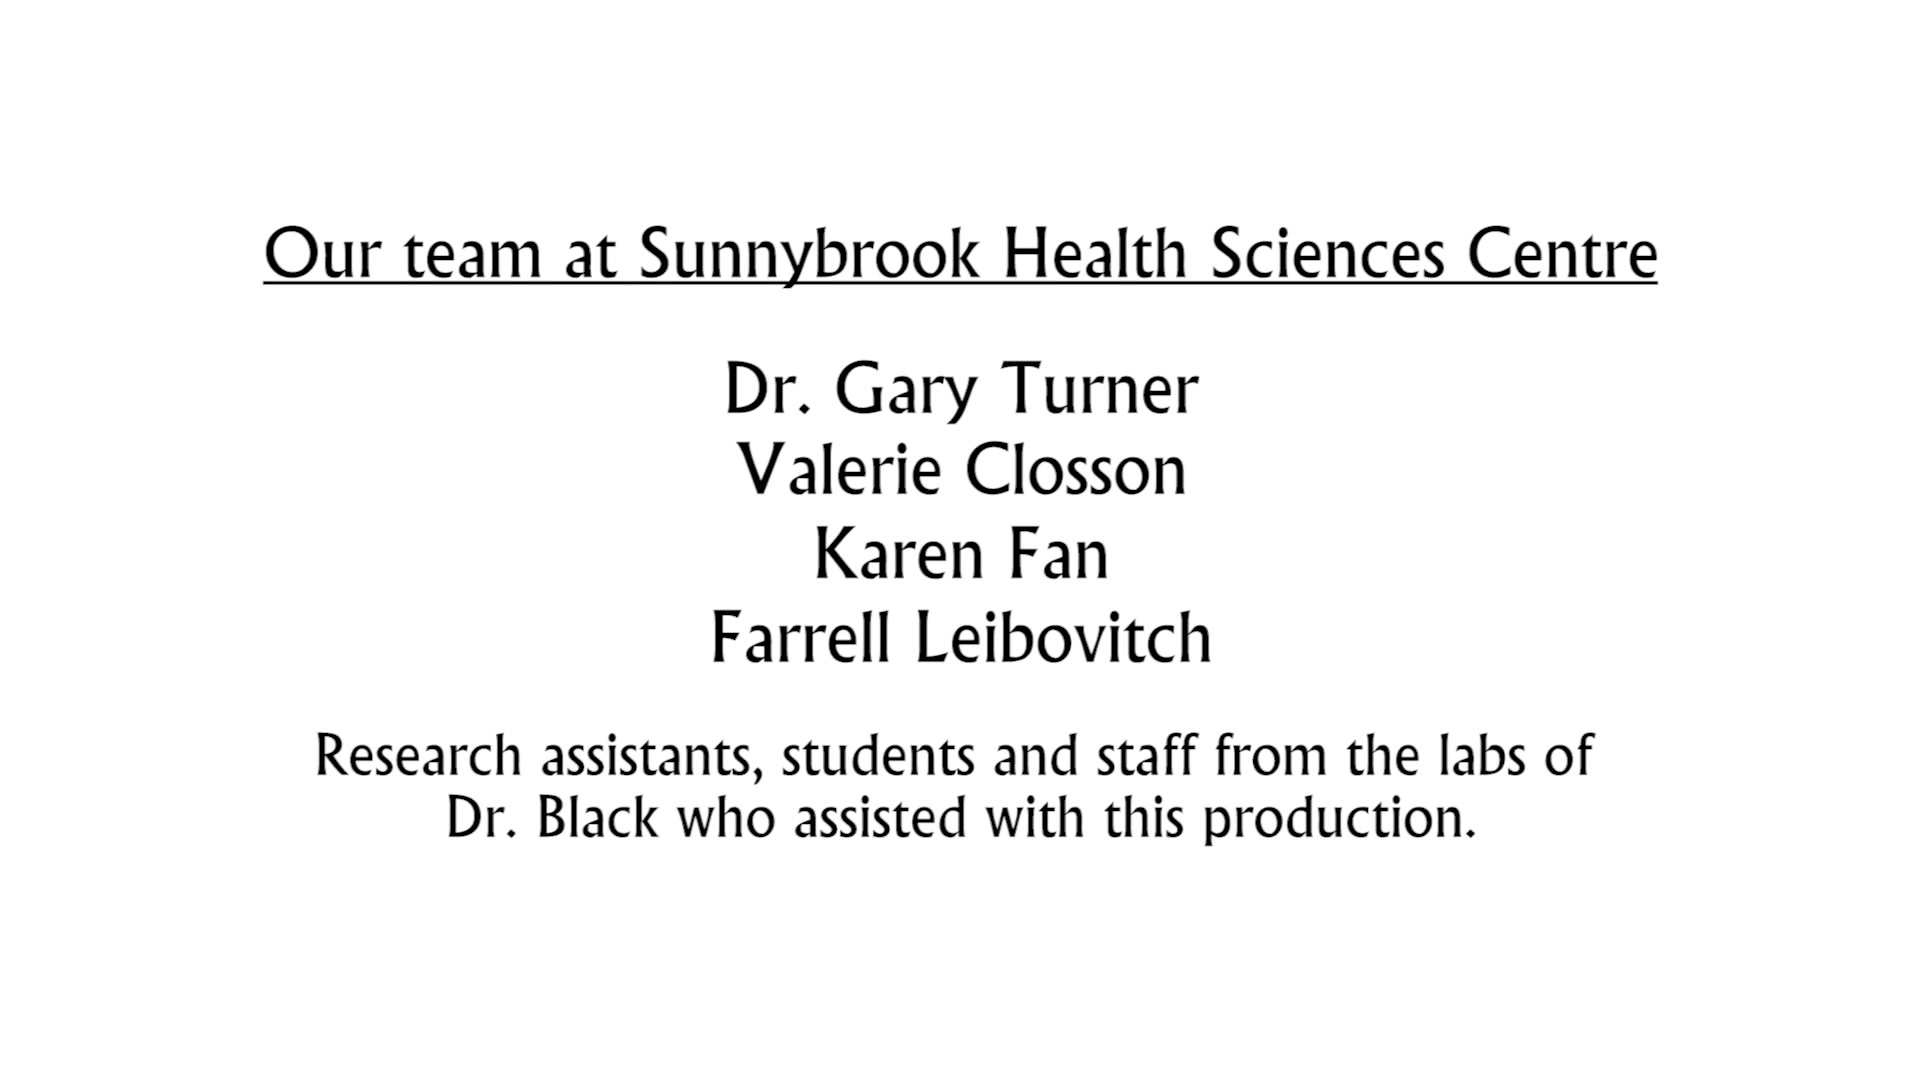 Our team at Sunnybrook Health Sciences Centre
Dr. Gary Turner
Valerie Closson
Karen Fan
Farrell Leibovitch
Research assistants, students and staff from the labs of
Dr. Black who assisted with this production.